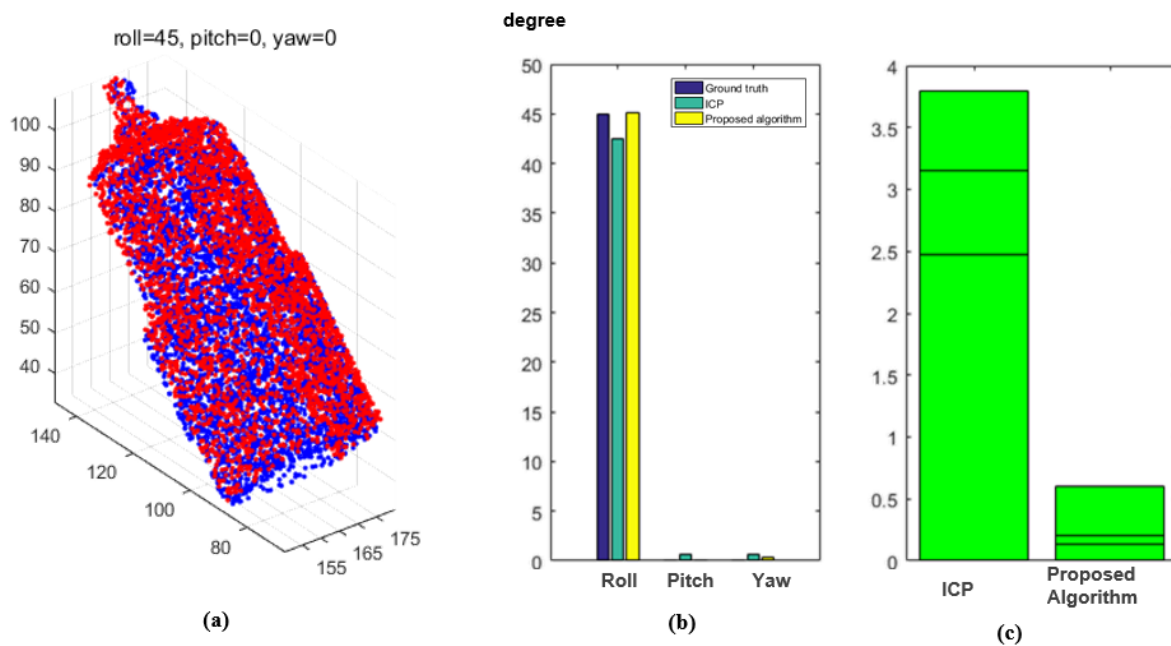 roll=45, pitch=0, yaw=0
100
90
80
70
60
50
40
140
120
100
80
155
165
175
(a)
degree
50
45
40
35
30
25
20
15
10
5
0
Ground truth
ICP
Proposed algorithm
Roll Pitch Yaw
(b)
4
3.5
3
2.5
2
1.5
1
0.5
0
ICP
Proposed
Algorithm
(c)